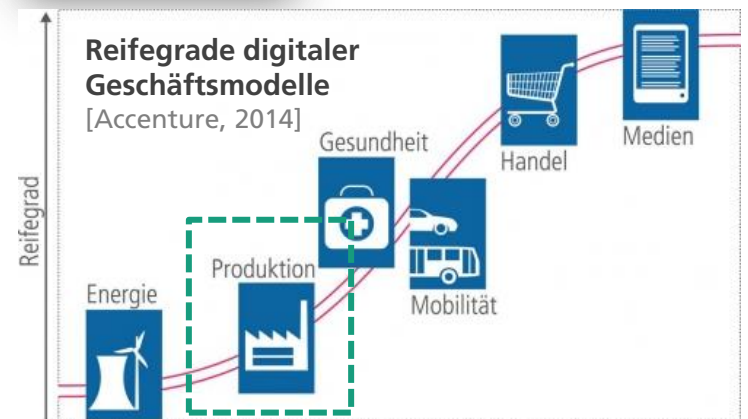 Reifegrade digitaler
Geschäftsmodelle
[Accenture, 2014]
Reifegrad
Energie
Produktion
Gesundheit
Mobilität
Handel
Medien